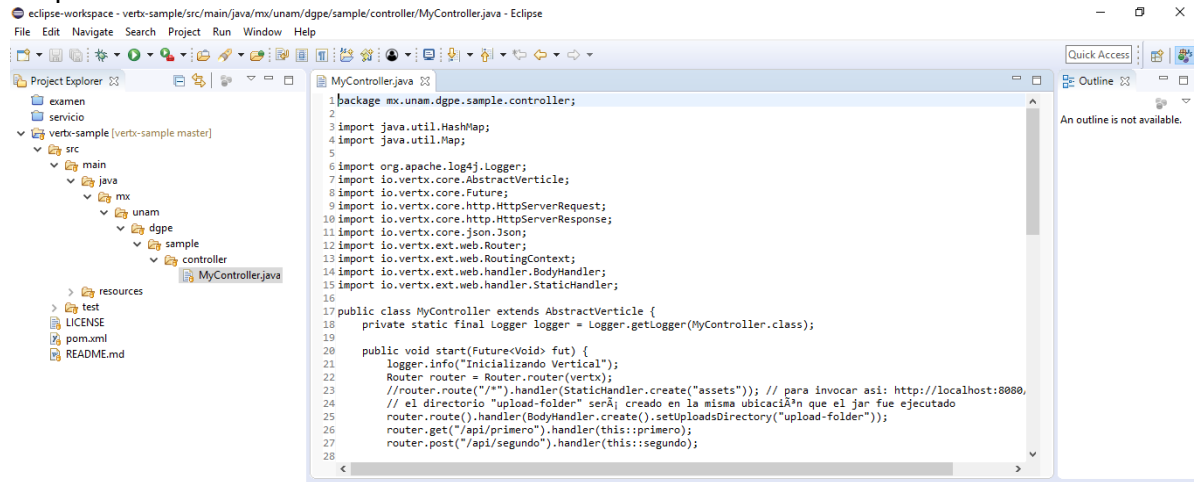 eclipse-workspace - vertx-sample/src/main/java/mx/unam/dgpe/sample/controller/MyController.java - Eclipse
File Edit Navigate Search Project Run Window Help
Quick Access
Project Explorer
examen
servicio
vertx-sample [vertx-sample master]
src
main
java
mx
unam
dgpe
sample
controller
MyController.java
resources
test
LICENSE
pom.xml
README.md
MyController.java
1 package mx.unam.dgpe.sample.controller;
2
3 import java.util.HashMap;
4 import java.util.Map;
5
6 import org.apache.log4j.Logger;
7 import io.vertx.core.AbstractVerticle;
8 import io.vertx.core.Future;
9 import io.vertx.core.http.HttpServerRequest;
10 import io.vertx.core.http.HttpServerResponse;
11 import io.vertx.core.json.Json;
12 import io.vertx.ext.web.Router;
13 import io.vertx.ext.web.RoutingContext;
14 import io.vertx.ext.web.handler.BodyHandler;
15 import io.vertx.ext.web.handler.StaticHandler;
16
17 public class MyController extends AbstractVerticle {
18 private static final Logger logger = Logger.getLogger(MyController.class);
19
20 public void start(Future<Void> fut) {
21 logger.info("Inicializando Vertical");
22 Router router = Router.router(vertx);
23 //router.route("/*").handler(StaticHandler.create("assets")); // para invocar asi: http://localhost:8080/
24 // el directorio "upload-folder" serÃ¡ creado en la misma ubicaciÃ³n que el jar fue ejecutado
25 router.route().handler(BodyHandler.create().setUploadsDirectory("upload-folder"));
26 router.get("/api/primero").handler(this::primero);
27 router.post("/api/segundo").handler(this::segundo);
28
Outline
An outline is not available.